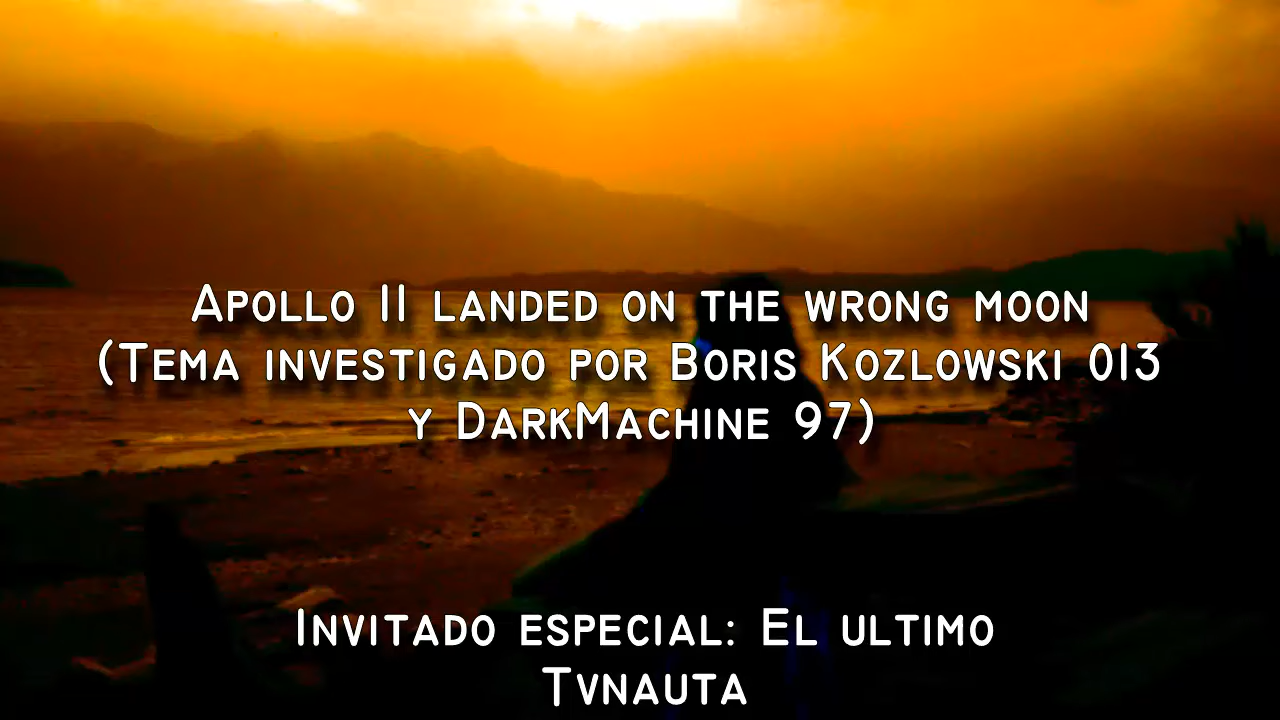 Apollo 11 landed on the wrong moon
(Tema investigado por Boris Kozlowski 013
y DarkMachine 97)
Invitado especial: El ultimo
Tvnauta